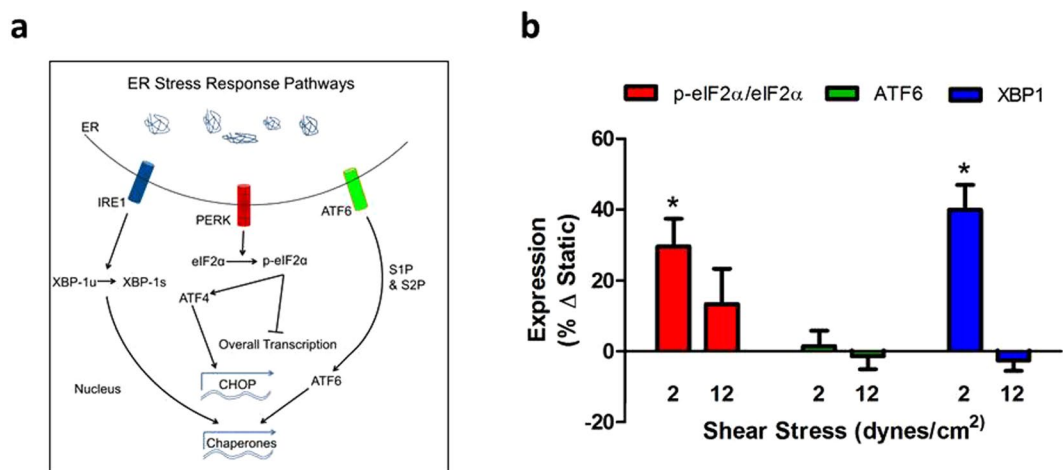 a
ER Stress Response Pathways
ER
IRE1
PERK
ATF6
eIF2α
p-eIF2α
S1P
& S2P
XBP-1u
XBP-1s
ATF4
Overall Transcription
Nucleus
CHOP
ATF6
Chaperones
b
p-eIF2α/eIF2α ATF6 XBP1
Expression
(% Δ Static)
60
40
20
0
-20
* *
2 12 2 12 2 12
Shear Stress (dynes/cm²)